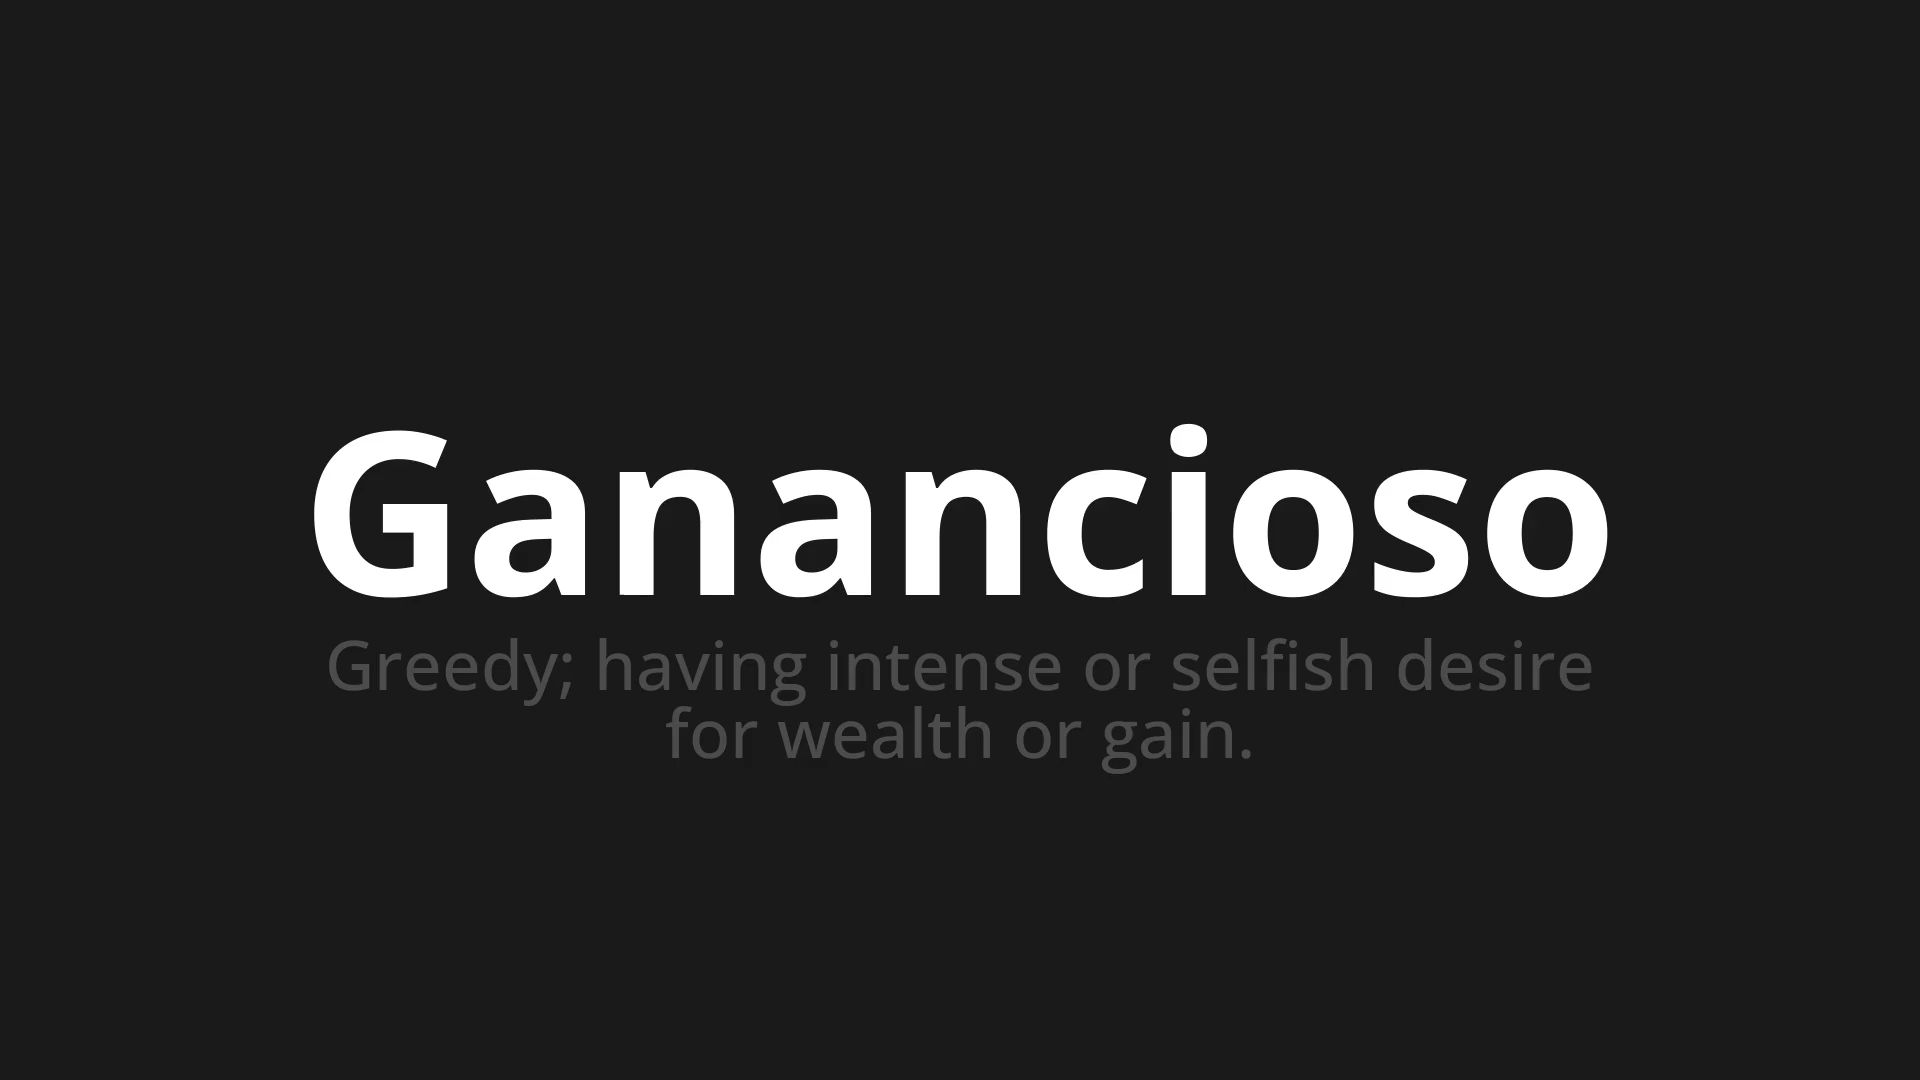 Ganancioso
Greedy; having intense or selfish desire
for wealth or gain.